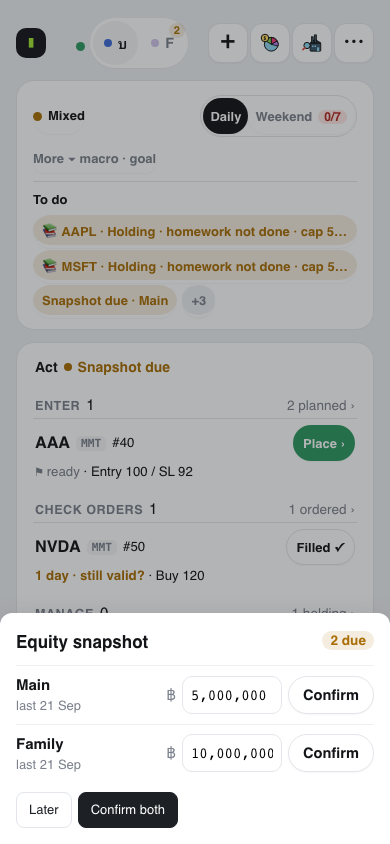 บ
F
2
+
Mixed
Daily
Weekend 0/7
More ▾ macro · goal
To do
AAPL · Holding · homework not done · cap 5...
MSFT · Holding · homework not done · cap 5...
Snapshot due · Main
+3
Act
Snapshot due
ENTER 1
2 planned ›
AAA MMT #40
Place ›
ready · Entry 100 / SL 92
CHECK ORDERS 1
1 ordered ›
NVDA MMT #50
Filled ✓
1 day · still valid? · Buy 120
Equity snapshot
2 due
Main
last 21 Sep
฿ 5,000,000
Confirm
Family
last 21 Sep
฿ 10,000,000
Confirm
Later
Confirm both